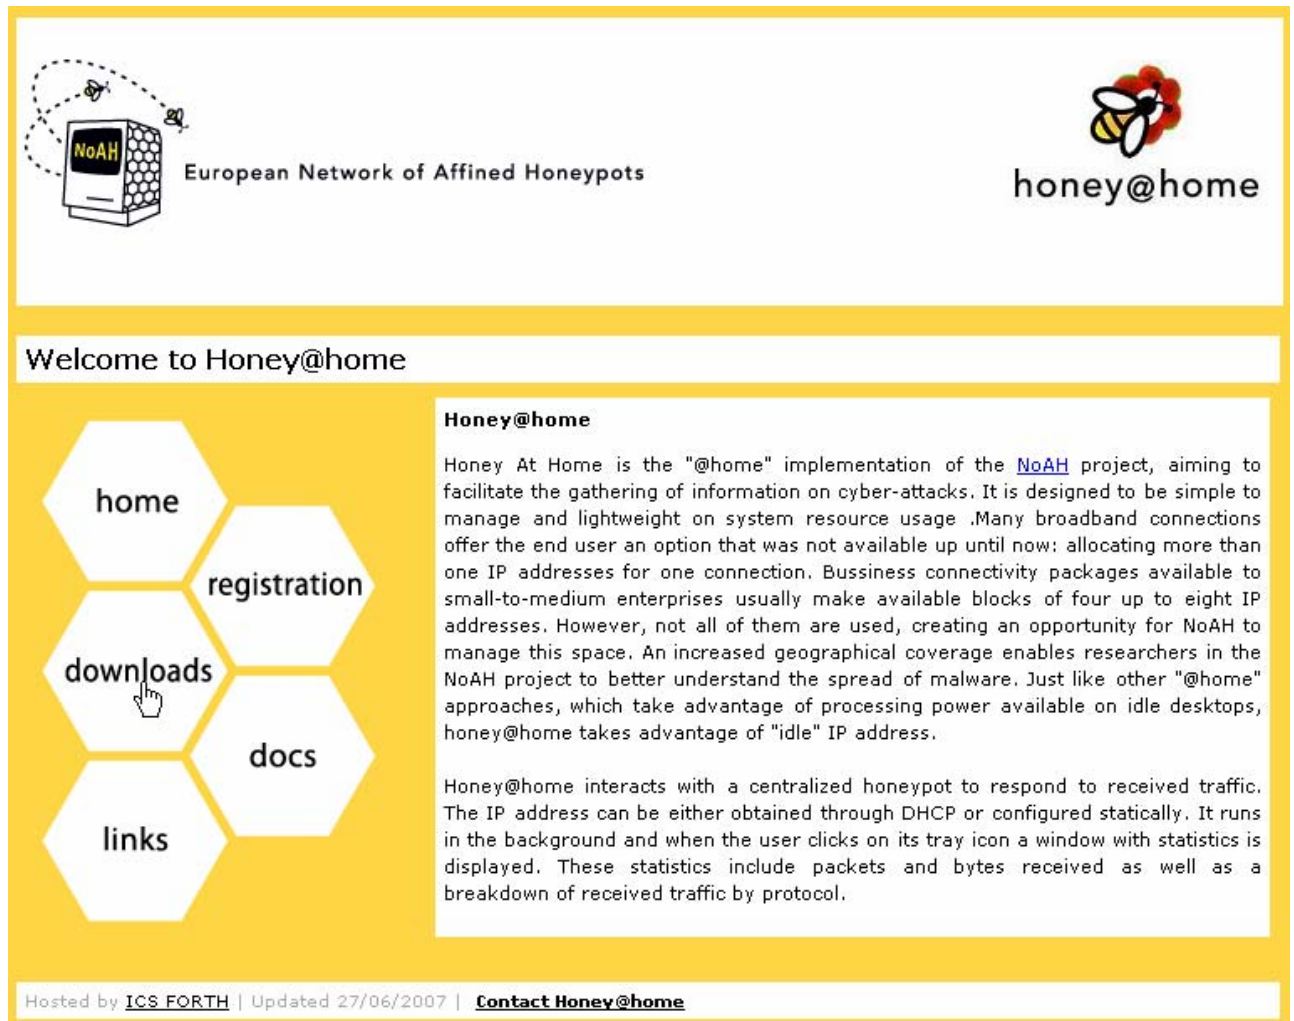 NoAH
European Network of Affined Honeypots
honey@home
Welcome to Honey@home
home
registration
downloads
docs
links
Honey@home
Honey At Home is the "@home" implementation of the NoAH project, aiming to
facilitate the gathering of information on cyber-attacks. It is designed to be simple to
manage and lightweight on system resource usage .Many broadband connections
offer the end user an option that was not available up until now: allocating more than
one IP addresses for one connection. Bussiness connectivity packages available to
small-to-medium enterprises usually make available blocks of four up to eight IP
addresses. However, not all of them are used, creating an opportunity for NoAH to
manage this space. An increased geographical coverage enables researchers in the
NoAH project to better understand the spread of malware. Just like other "@home"
approaches, which take advantage of processing power available on idle desktops,
honey@home takes advantage of "idle" IP address.
Honey@home interacts with a centralized honeypot to respond to received traffic.
The IP address can be either obtained through DHCP or configured statically. It runs
in the background and when the user clicks on its tray icon a window with statistics is
displayed. These statistics include packets and bytes received as well as a
breakdown of received traffic by protocol.
Hosted by ICS FORTH | Updated 27/06/2007 | Contact Honey@home